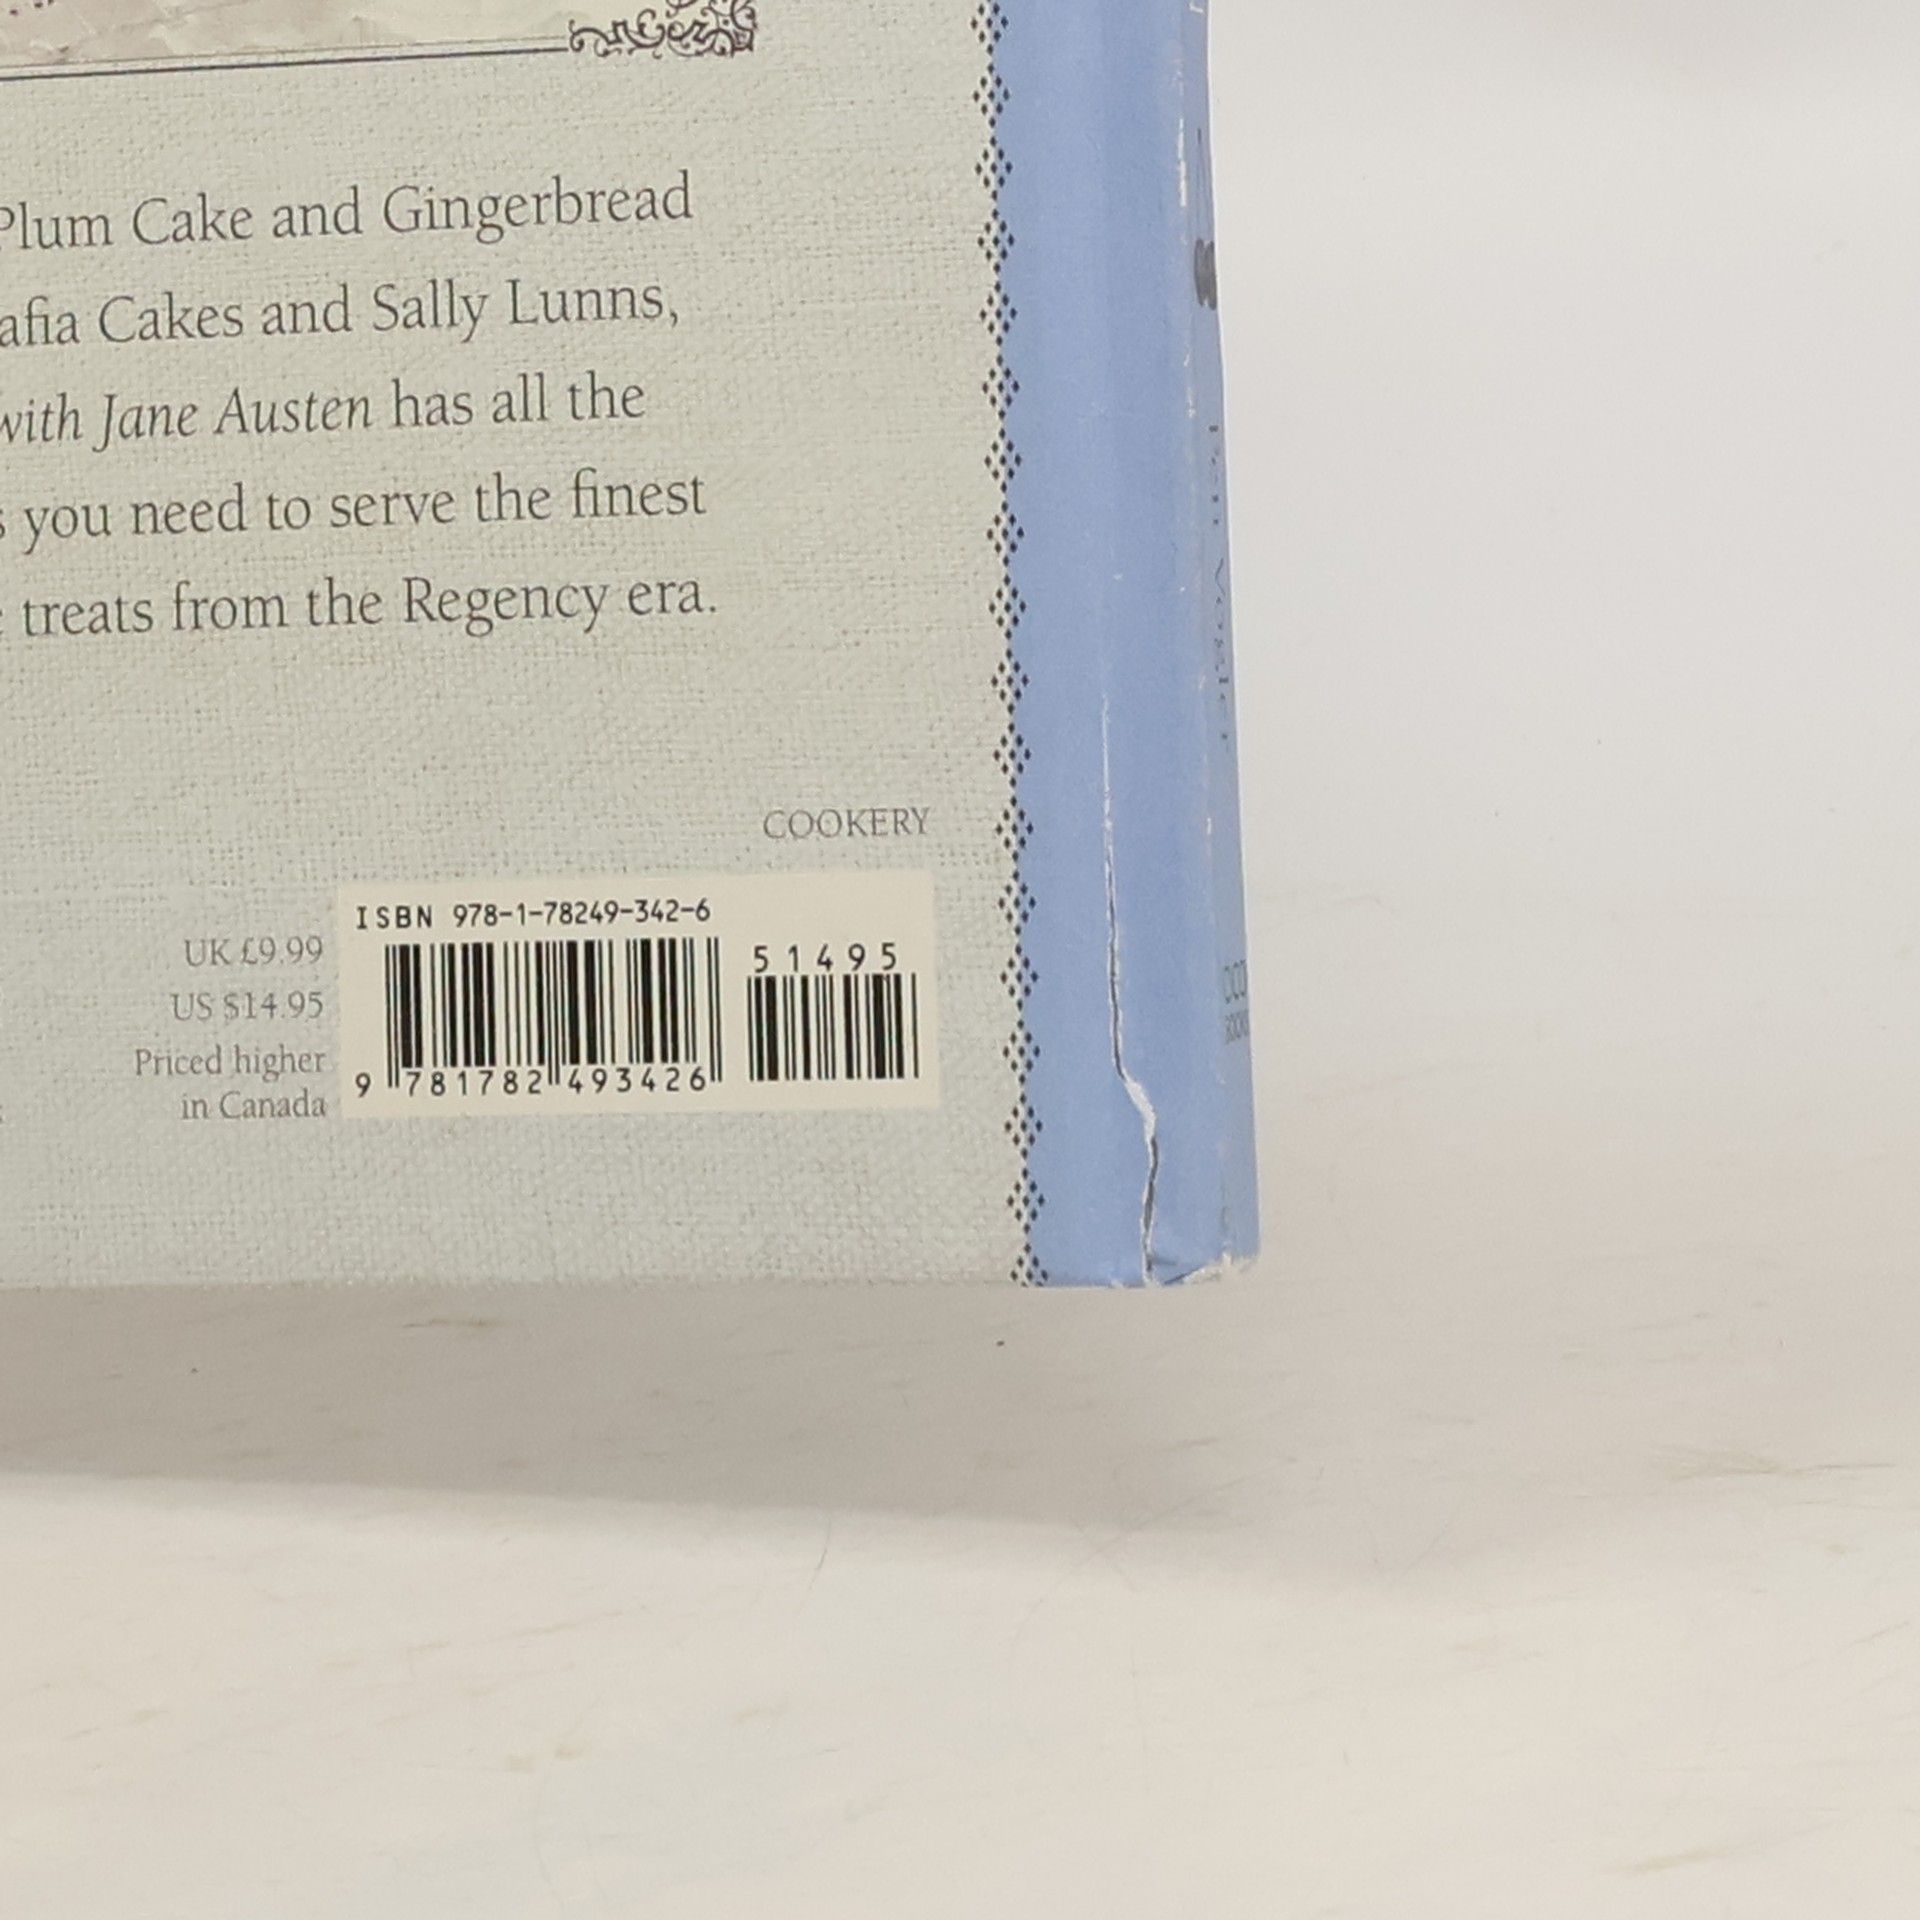 Plum Cake and Gingerbread
afia Cakes and Sally Lunns,
with Jane Austen has all the
s you need to serve the finest
treats from the Regency era.
COOKERY
UK £9.99
US $14.95
Priced higher
in Canada
ISBN 978-1-78249-342-6
51495
9 781782 493426
Pen Vogler